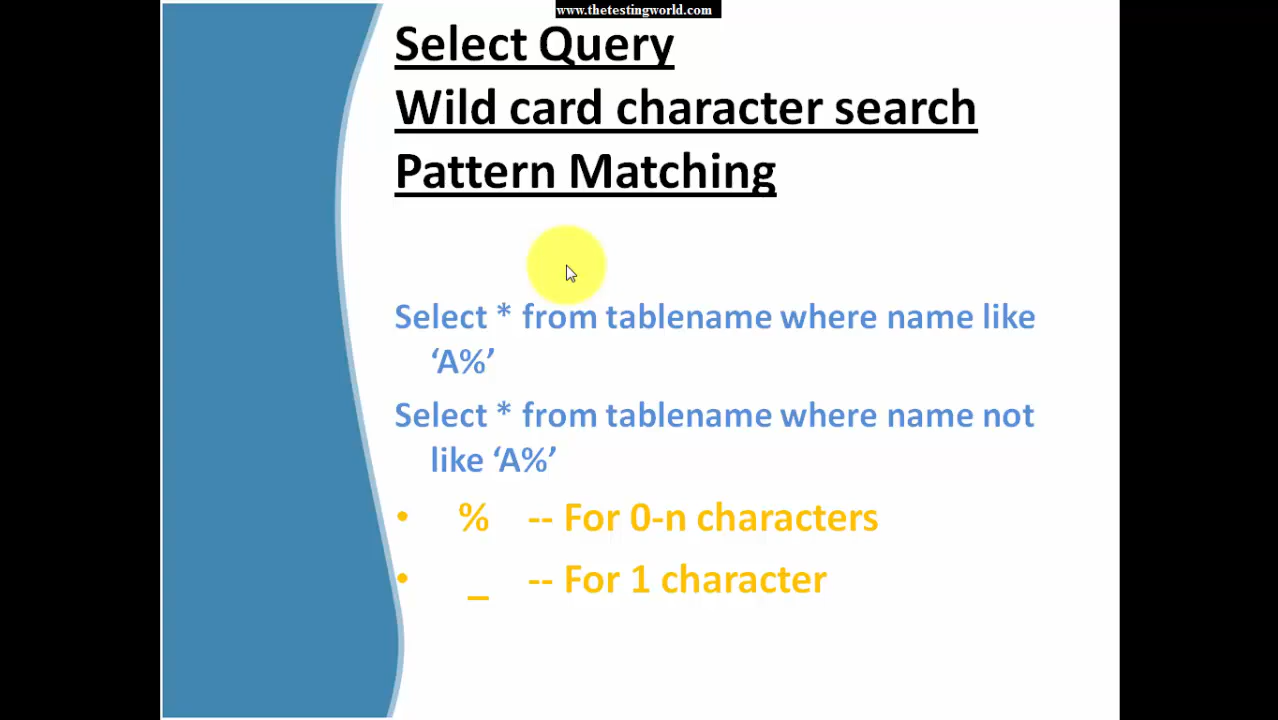 www.thetestingworld.com
Select Query
Wild card character search
Pattern Matching
Select * from tablename where name like
‘A%’
Select * from tablename where name not
like ‘A%’
• % -- For 0-n characters
• _ -- For 1 character